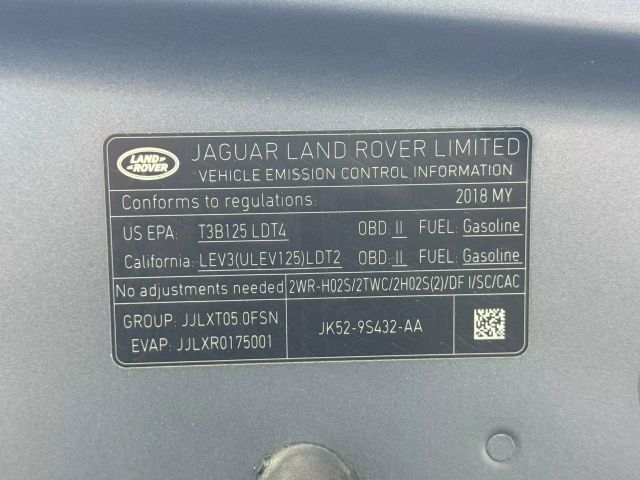 LAND
ROVER
JAGUAR LAND ROVER LIMITED
VEHICLE EMISSION CONTROL INFORMATION
Conforms to regulations: 2018 MY
US EPA: T3B125 LDT4 OBD: II FUEL: Gasoline
California: LEV3(ULEV125)LDT2 OBD: II FUEL: Gasoline
No adjustments needed 2WR-HO2S/2TWC/2HO2S(2)/DF I/SC/CAC
GROUP: JJLXT05.0FSN
JK52-9S432-AA
EVAP: JJLXR0175001